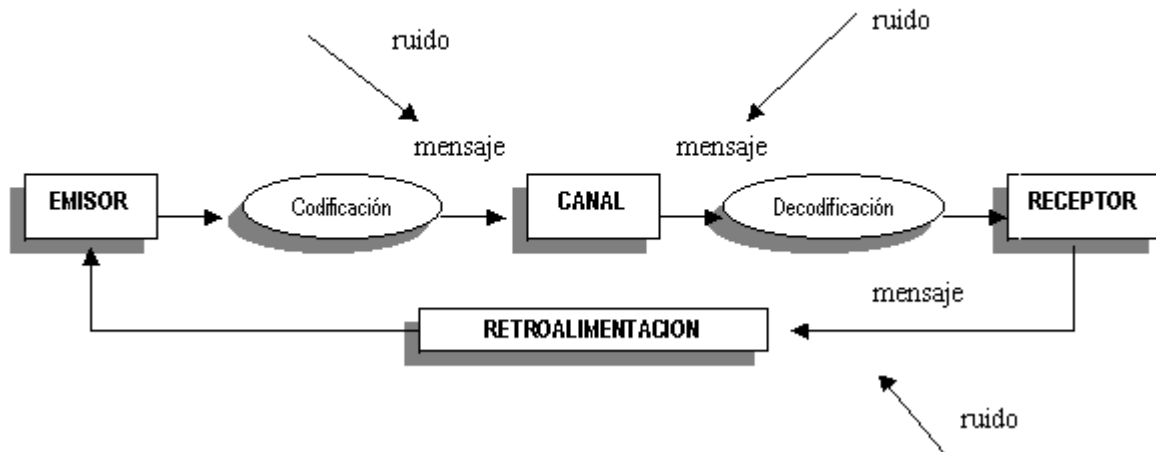 ruido
ruido
mensaje
mensaje
EMISOR
Codificación
CANAL
Decodificación
RECEPTOR
mensaje
RETROALIMENTACION
ruido